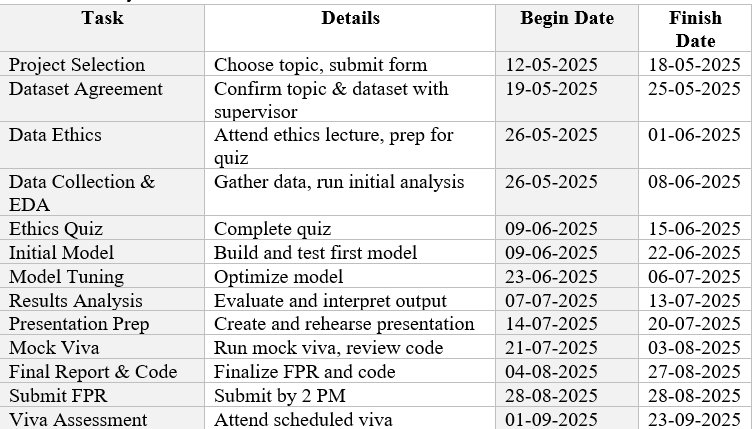 Task Details Begin Date Finish Date
Project Selection Choose topic, submit form 12-05-2025 18-05-2025
Dataset Agreement Confirm topic & dataset with supervisor 19-05-2025 25-05-2025
Data Ethics Attend ethics lecture, prep for quiz 26-05-2025 01-06-2025
Data Collection & EDA Gather data, run initial analysis 26-05-2025 08-06-2025
Ethics Quiz Complete quiz 09-06-2025 15-06-2025
Initial Model Build and test first model 09-06-2025 22-06-2025
Model Tuning Optimize model 23-06-2025 06-07-2025
Results Analysis Evaluate and interpret output 07-07-2025 13-07-2025
Presentation Prep Create and rehearse presentation 14-07-2025 20-07-2025
Mock Viva Run mock viva, review code 21-07-2025 03-08-2025
Final Report & Code Finalize FPR and code 04-08-2025 27-08-2025
Submit FPR Submit by 2 PM 28-08-2025 28-08-2025
Viva Assessment Attend scheduled viva 01-09-2025 23-09-2025